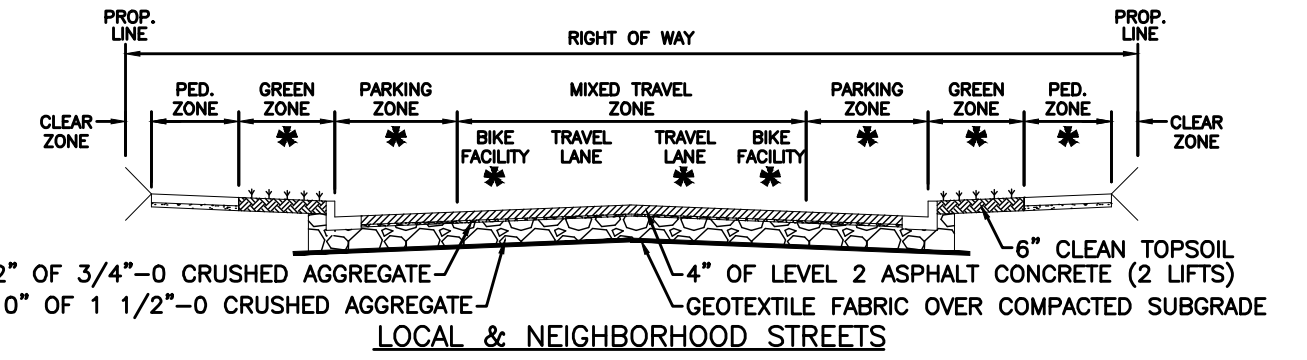 PROP.
LINE
PROP.
LINE
RIGHT OF WAY
PED.
ZONE
GREEN
ZONE
PARKING
ZONE
MIXED TRAVEL
ZONE
PARKING
ZONE
GREEN
ZONE
PED.
ZONE
CLEAR
ZONE
CLEAR
ZONE
BIKE
FACILITY
TRAVEL
LANE
TRAVEL
LANE
BIKE
FACILITY
6" CLEAN TOPSOIL
2" OF 3/4"-0 CRUSHED AGGREGATE
4" OF LEVEL 2 ASPHALT CONCRETE (2 LIFTS)
0" OF 1 1/2"-0 CRUSHED AGGREGATE
GEOTEXTILE FABRIC OVER COMPACTED SUBGRADE
LOCAL & NEIGHBORHOOD STREETS